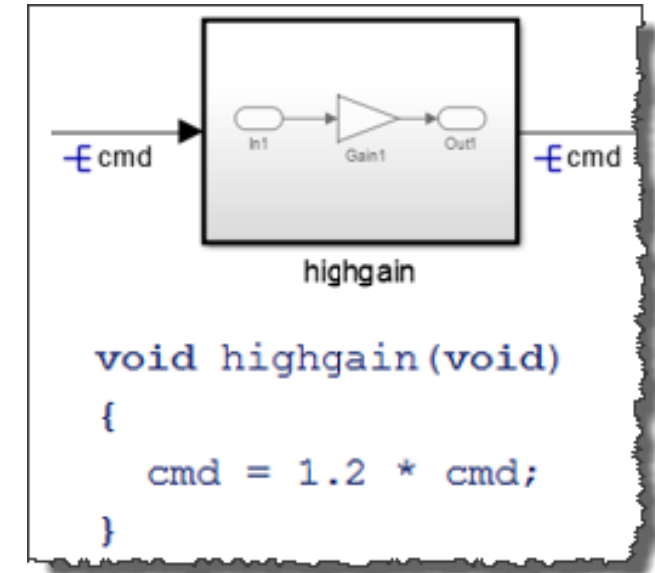 In1
Gain1
Out1
cmd
cmd
highgain
void highgain(void)
{
cmd = 1.2 * cmd;
}